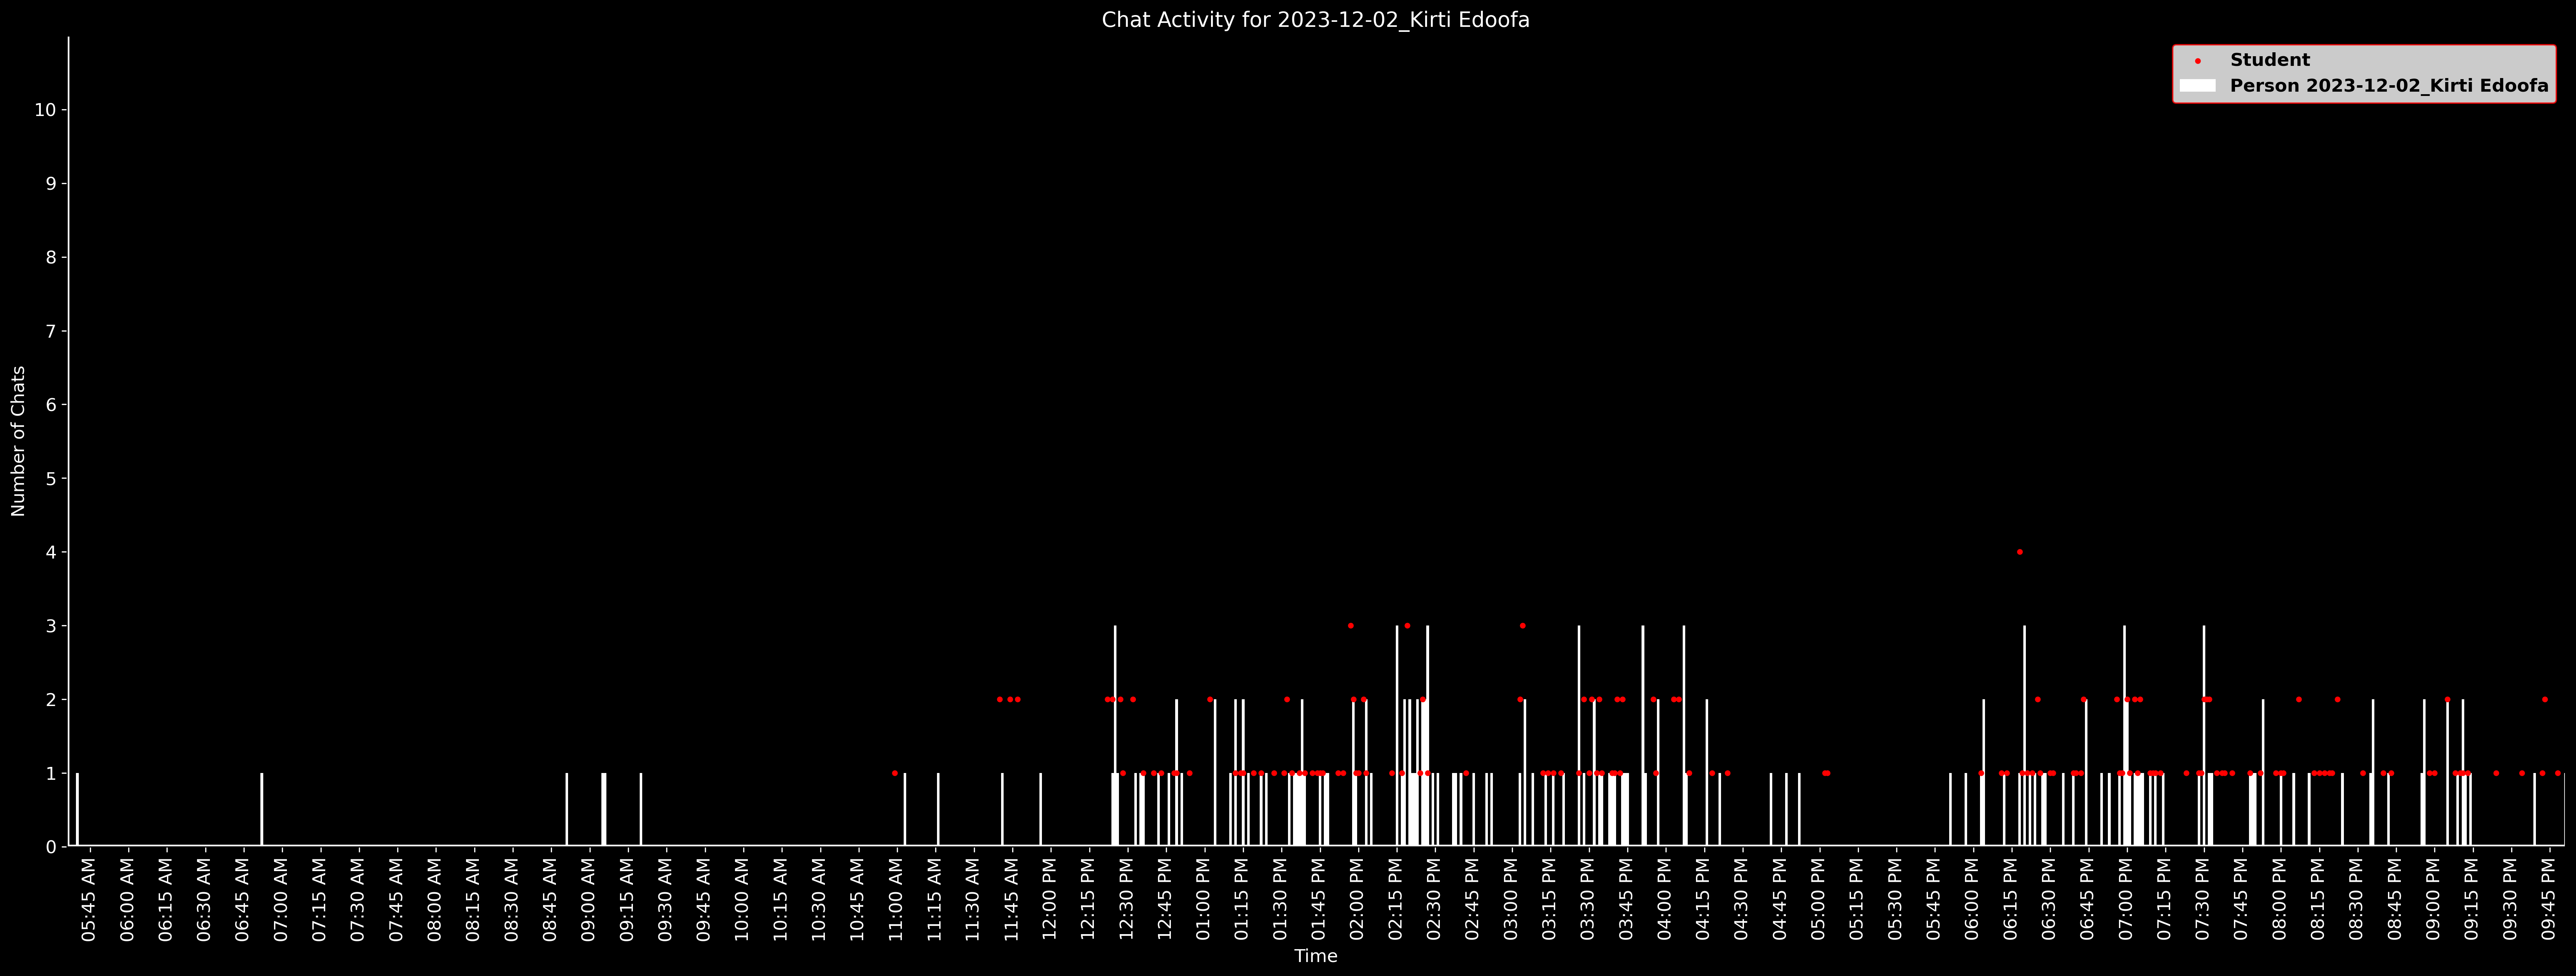 Chat Activity for 2023-12-02_Kirti Edoofa
Student
Person 2023-12-02_Kirti Edoofa
Number of Chats
10
9
8
7
6
5
4
3
2
1
0
05:45 AM
06:00 AM
06:15 AM
06:30 AM
06:45 AM
07:00 AM
07:15 AM
07:30 AM
07:45 AM
08:00 AM
08:15 AM
08:30 AM
08:45 AM
09:00 AM
09:15 AM
09:30 AM
09:45 AM
10:00 AM
10:15 AM
10:30 AM
10:45 AM
11:00 AM
11:15 AM
11:30 AM
11:45 AM
12:00 PM
12:15 PM
12:30 PM
12:45 PM
01:00 PM
01:15 PM
01:30 PM
01:45 PM
02:00 PM
02:15 PM
02:30 PM
02:45 PM
03:00 PM
03:15 PM
03:30 PM
03:45 PM
04:00 PM
04:15 PM
04:30 PM
04:45 PM
05:00 PM
05:15 PM
05:30 PM
05:45 PM
06:00 PM
06:15 PM
06:30 PM
06:45 PM
07:00 PM
07:15 PM
07:30 PM
07:45 PM
08:00 PM
08:15 PM
08:30 PM
08:45 PM
09:00 PM
09:15 PM
09:30 PM
09:45 PM
Time